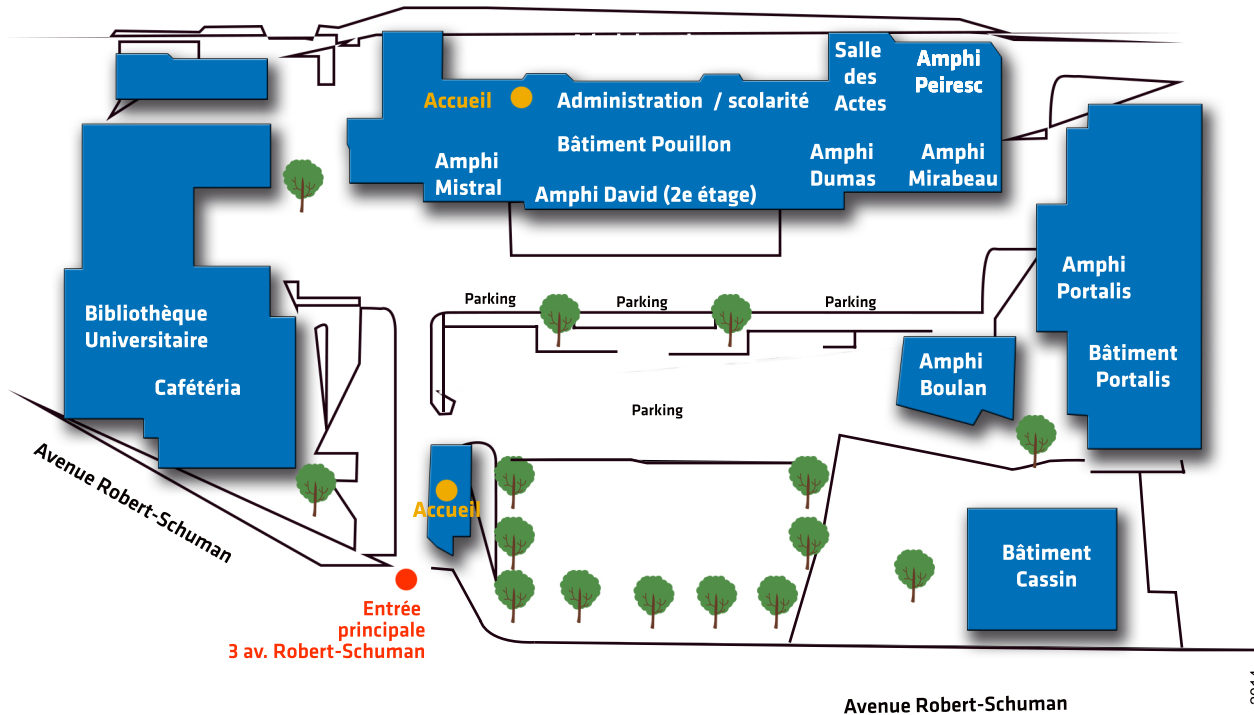 Salle
des
Actes
Amphi
Peiresc
Accueil
Administration / scolarité
Bâtiment Pouillon
Amphi
Mistral
Amphi David (2e étage)
Amphi
Dumas
Amphi
Mirabeau
Amphi
Portalis
Bâtiment
Portalis
Parking
Parking
Parking
Bibliothèque
Universitaire
Cafétéria
Amphi
Boulan
Parking
Avenue Robert-Schuman
Accueil
Bâtiment
Cassin
Entrée
principale
3 av. Robert-Schuman
Avenue Robert-Schuman